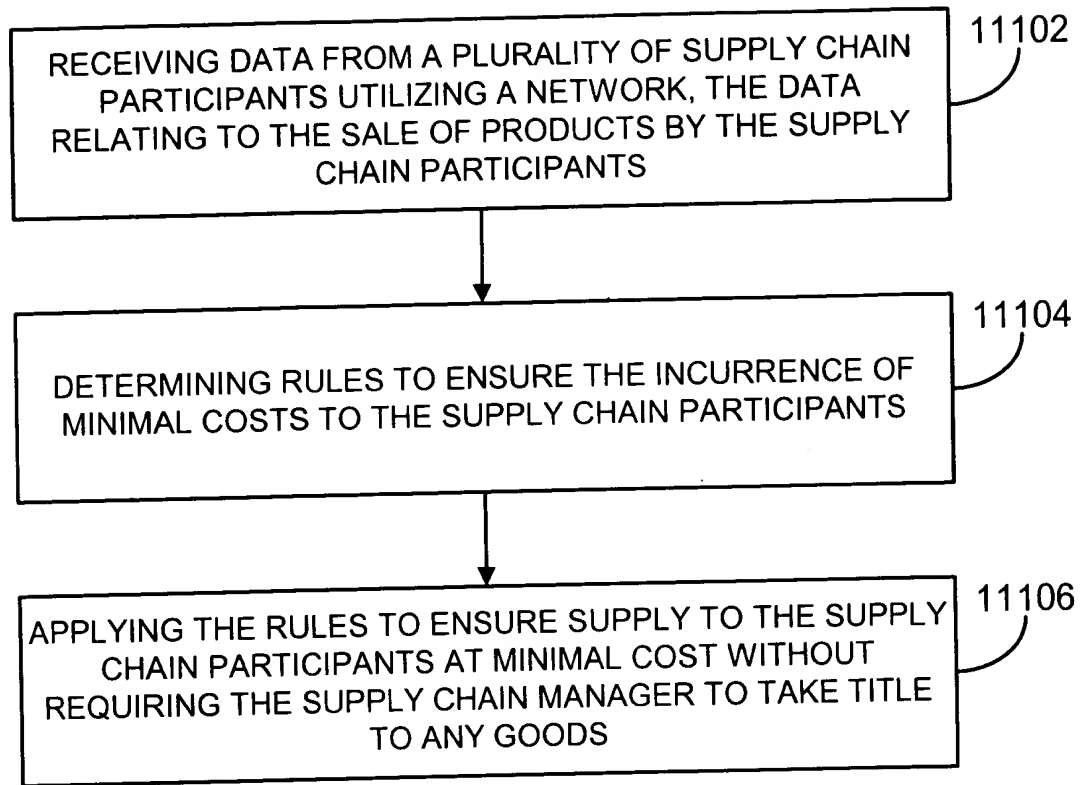 11102
RECEIVING DATA FROM A PLURALITY OF SUPPLY CHAIN
PARTICIPANTS UTILIZING A NETWORK, THE DATA
RELATING TO THE SALE OF PRODUCTS BY THE SUPPLY
CHAIN PARTICIPANTS
11104
DETERMINING RULES TO ENSURE THE INCURRENCE OF
MINIMAL COSTS TO THE SUPPLY CHAIN PARTICIPANTS
11106
APPLYING THE RULES TO ENSURE SUPPLY TO THE SUPPLY
CHAIN PARTICIPANTS AT MINIMAL COST WITHOUT
REQUIRING THE SUPPLY CHAIN MANAGER TO TAKE TITLE
TO ANY GOODS